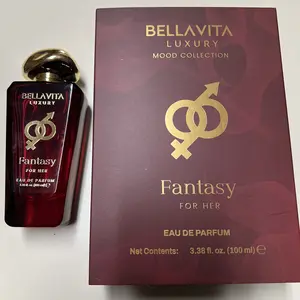 BELLAVITA
LUXURY
Fantasy
FOR HER
EAU DE PARFUM
BELLAVITA
LUXURY
MOOD COLLECTION
Fantasy
FOR HER
EAU DE PARFUM
Net Contents: 3.38 fl. oz. (100 ml) ℮